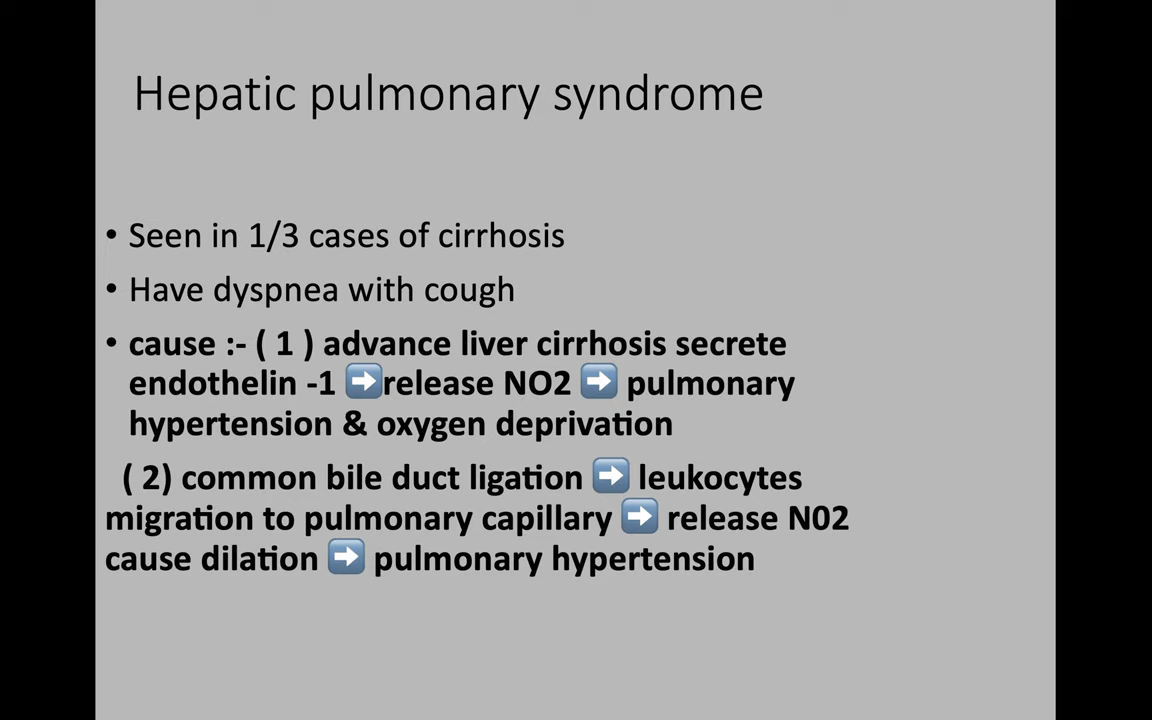 Hepatic pulmonary syndrome
• Seen in 1/3 cases of cirrhosis
• Have dyspnea with cough
• cause :- ( 1 ) advance liver cirrhosis secrete
endothelin -1 ➡️release NO2 ➡️ pulmonary
hypertension & oxygen deprivation
( 2) common bile duct ligation ➡️ leukocytes
migration to pulmonary capillary ➡️ release N02
cause dilation ➡️ pulmonary hypertension